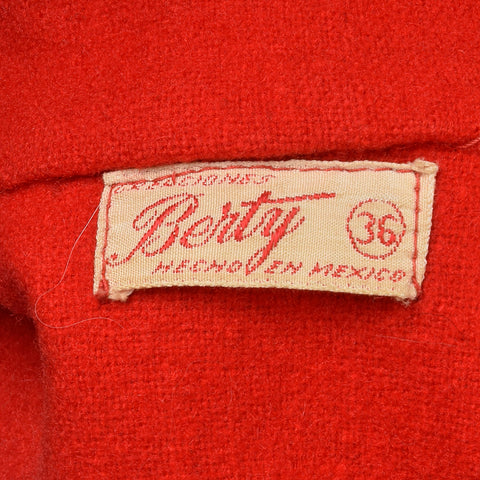 CREACIONES
Berty 36
HECHO EN MEXICO